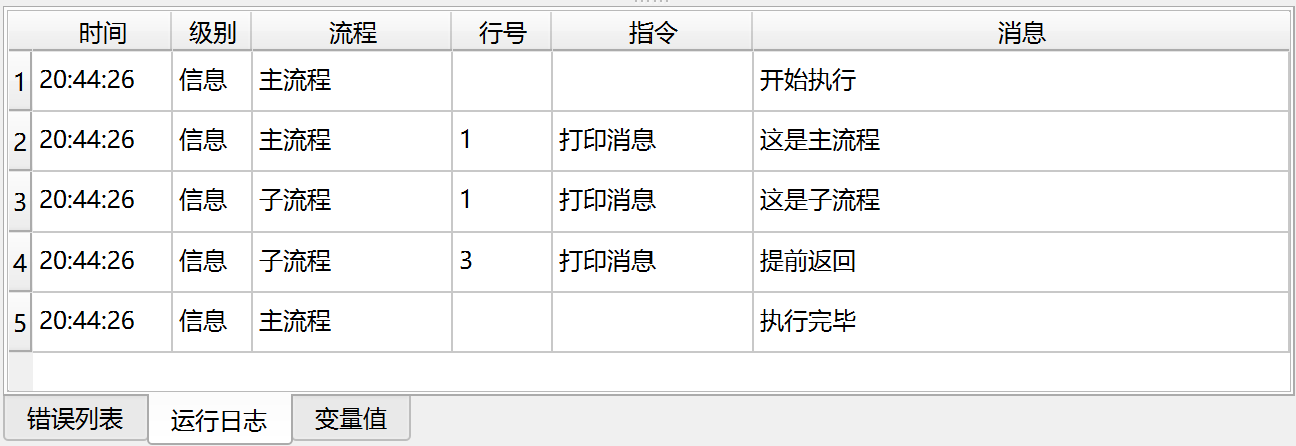 时间 级别 流程 行号 指令 消息
1 20:44:26 信息 主流程 开始执行
2 20:44:26 信息 主流程 1 打印消息 这是主流程
3 20:44:26 信息 子流程 1 打印消息 这是子流程
4 20:44:26 信息 子流程 3 打印消息 提前返回
5 20:44:26 信息 主流程 执行完毕
错误列表 运行日志 变量值